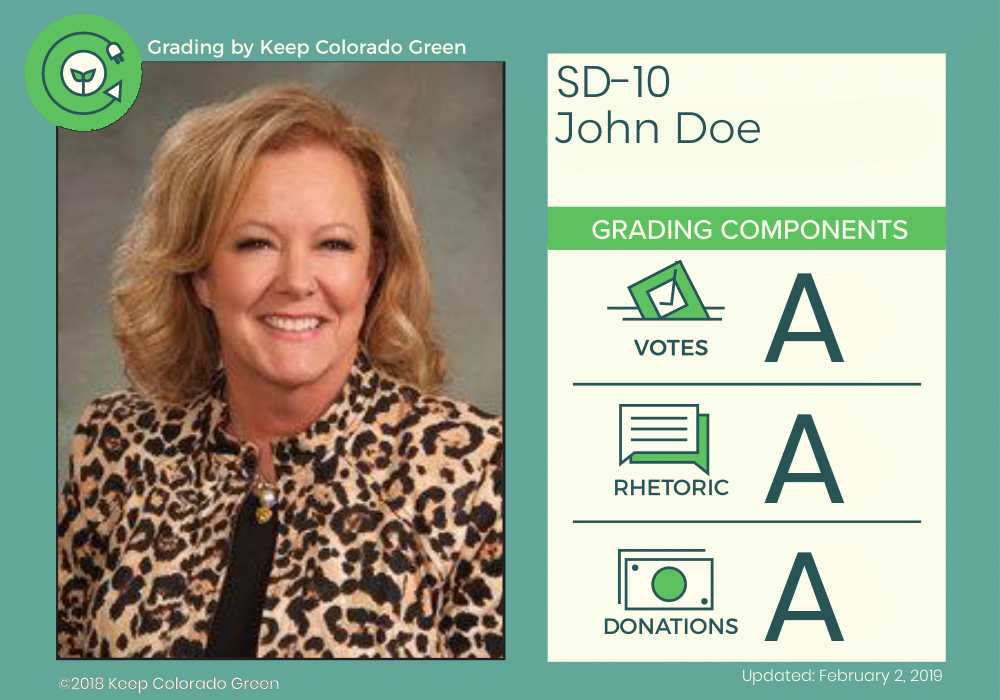 Grading by Keep Colorado Green
SD-10
John Doe
GRADING COMPONENTS
VOTES A
RHETORIC A
DONATIONS A
©2018 Keep Colorado Green
Updated: February 2, 2019